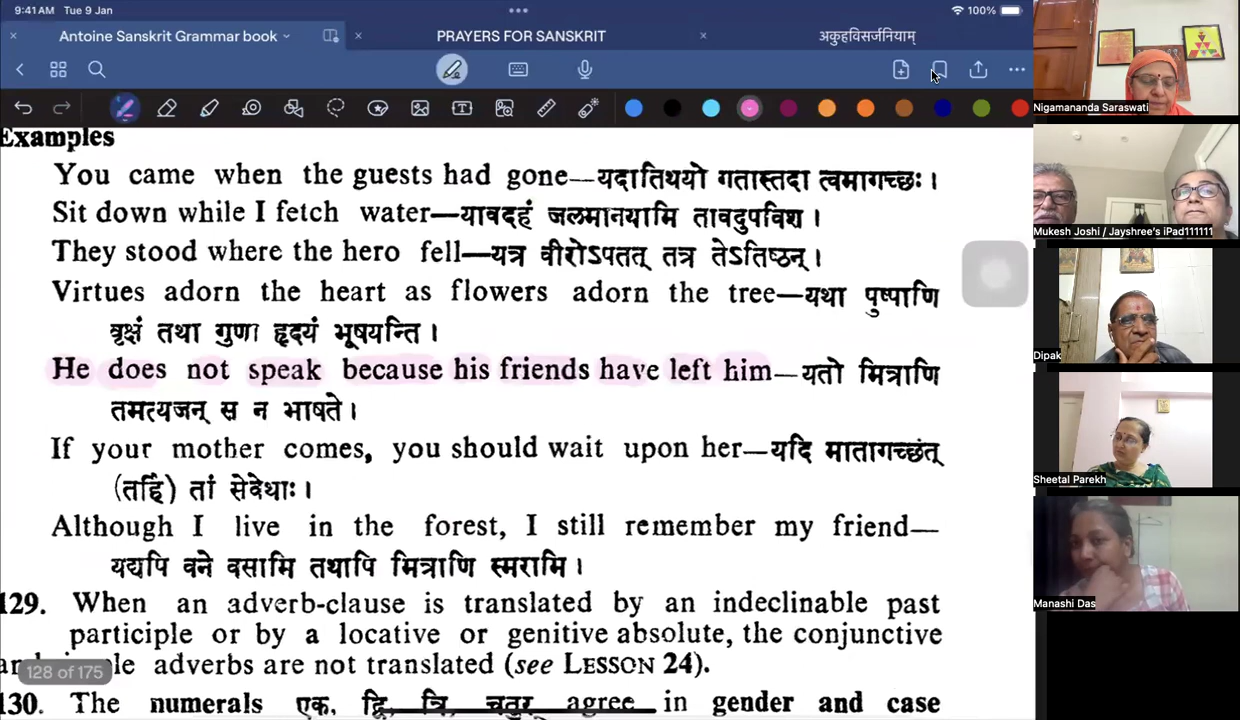 9:41 AM Tue 9 Jan
100%
Antoine Sanskrit Grammar book
PRAYERS FOR SANSKRIT
अकुहविसर्जनियाम्
Examples
You came when the guests had gone—यदातिथयो गतास्तदा त्वमागच्छः।
Sit down while I fetch water—यावदहं जलमानयामि तावदुपविश।
They stood where the hero fell—यत्र वीरोऽपतत् तत्र तेऽतिष्ठन्।
Virtues adorn the heart as flowers adorn the tree—यथा पुष्पाणि
वृक्षं तथा गुणा हृदयं भूषयन्ति।
He does not speak because his friends have left him—यतो मित्राणि
तमत्यजन् स न भाषते।
If your mother comes, you should wait upon her—यदि मातागच्छेत्
(तर्हि) तां सेवेथाः।
Although I live in the forest, I still remember my friend—
यद्यपि वने वसामि तथापि मित्राणि स्मरामि।
129. When an adverb-clause is translated by an indeclinable past
participle or by a locative or genitive absolute, the conjunctive
ple adverbs are not translated (see LESSON 24).
128 of 175
130. The numerals एक, द्वि, त्रि, चतुर् agree in gender and case
Nigamananda Saraswati
Mukesh Joshi / Jayshree's iPad111111
Dipak
Sheetal Parekh
Manashi Das